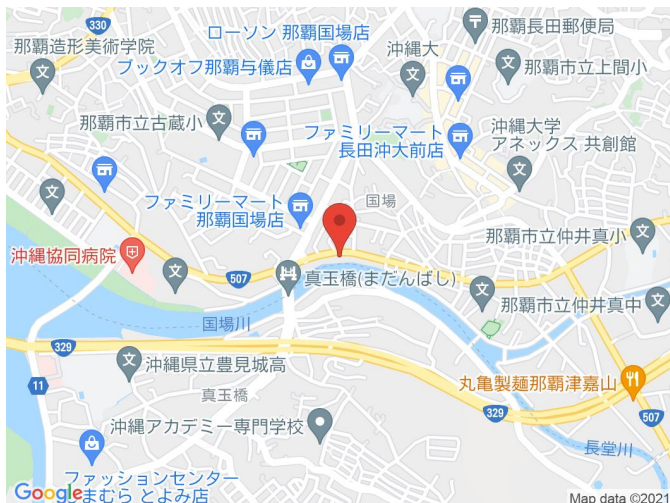 330
ローソン 那覇国場店
沖縄大
那覇長田郵便局
那覇造形美術学院
ブックオフ那覇与儀店
那覇市立上間小
那覇市立古蔵小
ファミリーマート
長田沖大前店
沖縄大学
アネックス 共創館
ファミリーマート
那覇国場店
国場
沖縄協同病院
那覇市立仲井真小
507
真玉橋(まだんばし)
那覇市立仲井真中
国場川
329
沖縄県立豊見城高
丸亀製麺那覇津嘉山
11
真玉橋
329
507
沖縄アカデミー専門学校
長堂川
ファッションセンター
しまむら とよみ店
Google
Map data ©2021